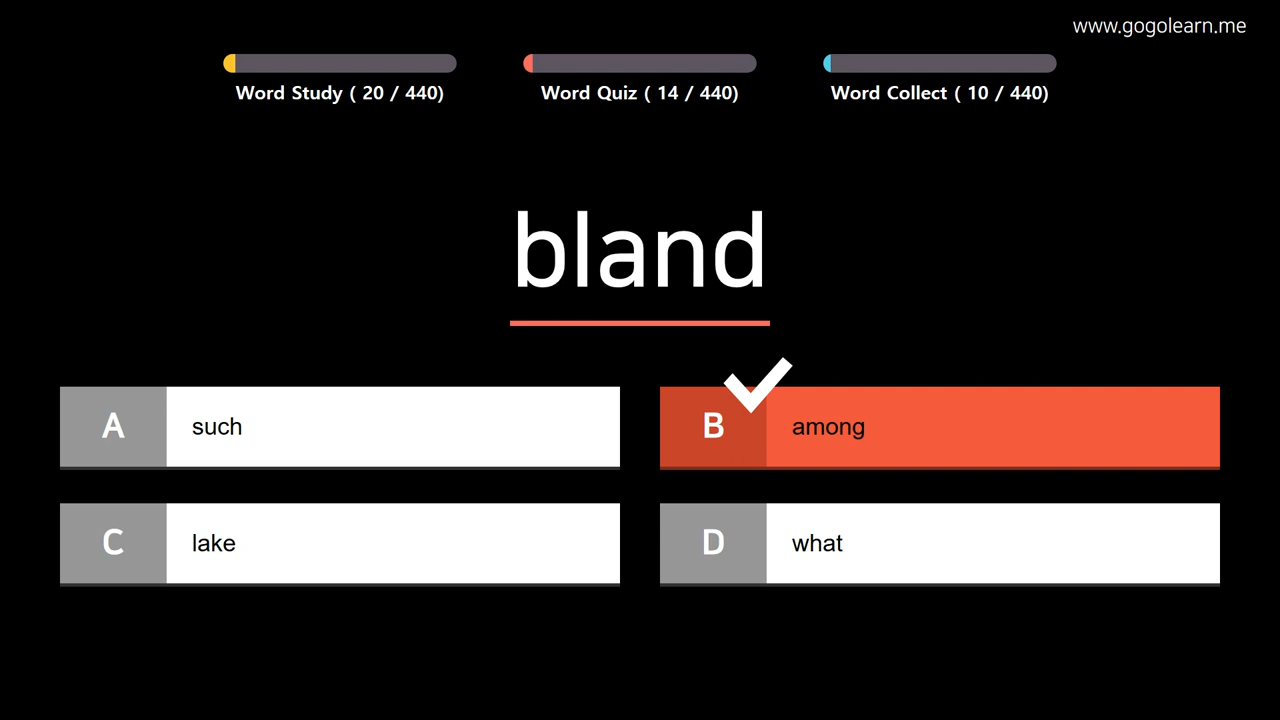 www.gogolearn.me
Word Study ( 20 / 440)
Word Quiz ( 14 / 440)
Word Collect ( 10 / 440)
bland
A such
B among
C lake
D what